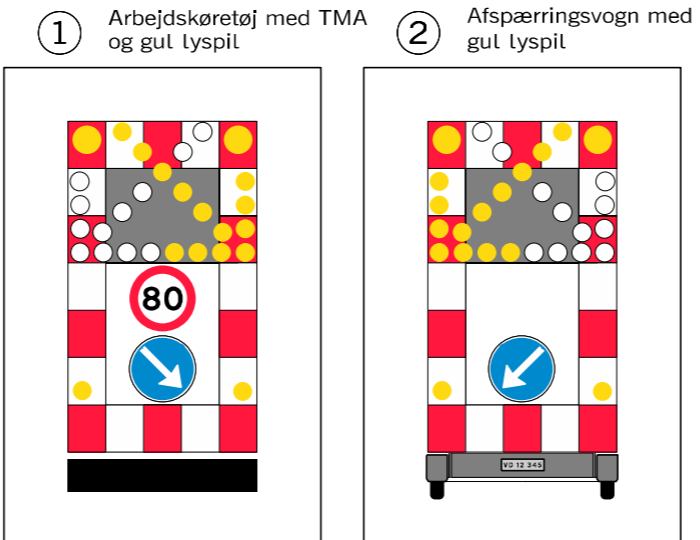 1
Arbejdskøretøj med TMA
og gul lyspil
2
Afspærringsvogn med
gul lyspil
80
VD 12 345